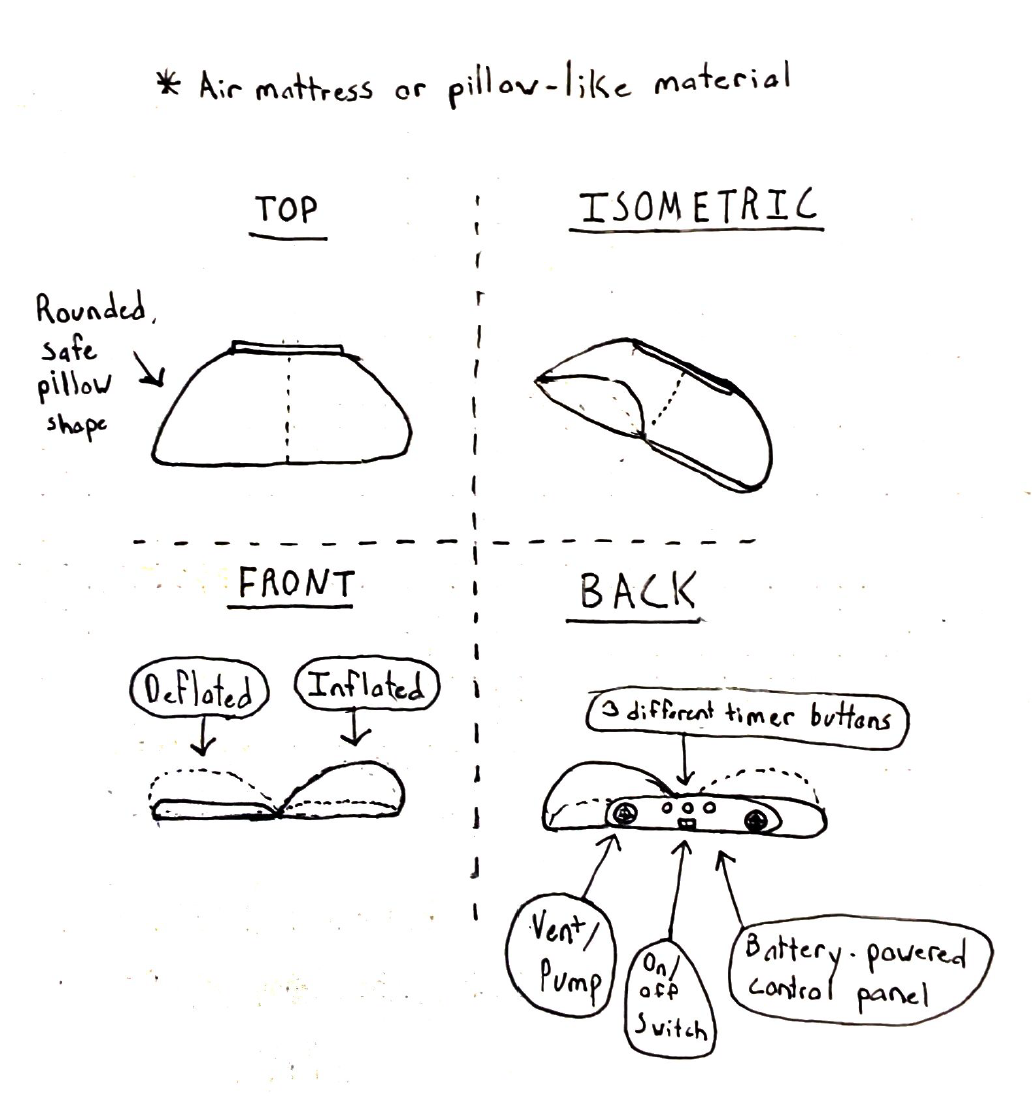 * Air mattress or pillow-like material
TOP
ISOMETRIC
Rounded,
safe
pillow
shape
FRONT
BACK
Deflated
Inflated
3 different timer buttons
Vent/
Pump
On/
off
Switch
Battery-powered
control panel